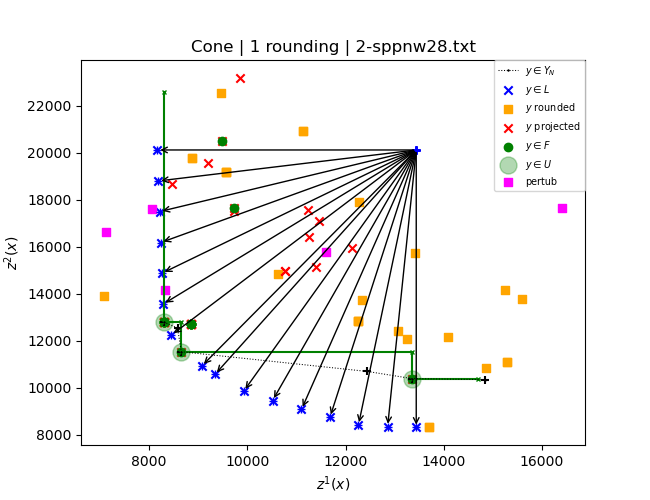 Cone | 1 rounding | 2-sppnw28.txt
y ∈ Y_N
y ∈ L
y rounded
y projected
y ∈ F
y ∈ U
pertub
22000
20000
18000
16000
14000
12000
10000
8000
z²(x)
8000 10000 12000 14000 16000
z¹(x)